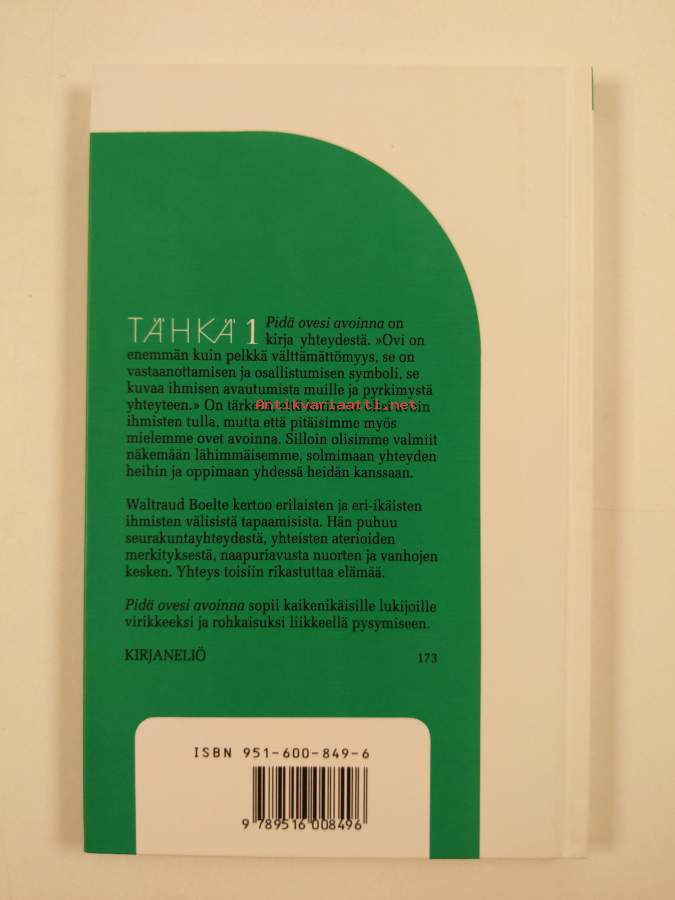 TÄHKÄ 1 Pidä ovesi avoinna on
kirja yhteydestä. »Ovi on
enemmän kuin pelkkä välttämättömyys, se on
vastaanottamisen ja osallistumisen symboli, se
kuvaa ihmisen avautumista muille ja pyrkimystä
yhteyteen.» On
Antikvariaatti.net
ihmisten tulla, mutta että pitäisimme myös
mielemme ovet avoinna. Silloin olisimme valmiit
näkemään lähimmäisemme, solmimaan yhteyden
heihin ja oppimaan yhdessä heidän kanssaan.
Waltraud Boelte kertoo erilaisten ja eri-ikäisten
ihmisten välisistä tapaamisista. Hän puhuu
seurakuntayhteydestä, yhteisten aterioiden
merkityksestä, naapuriavusta nuorten ja vanhojen
kesken. Yhteys toisiin rikastuttaa elämää.
Pidä ovesi avoinna sopii kaikenikäisille lukijoille
virikkeeksi ja rohkaisuksi liikkeellä pysymiseen.
KIRJANELIÖ 173
ISBN 951-600-849-6
9 789516 008496